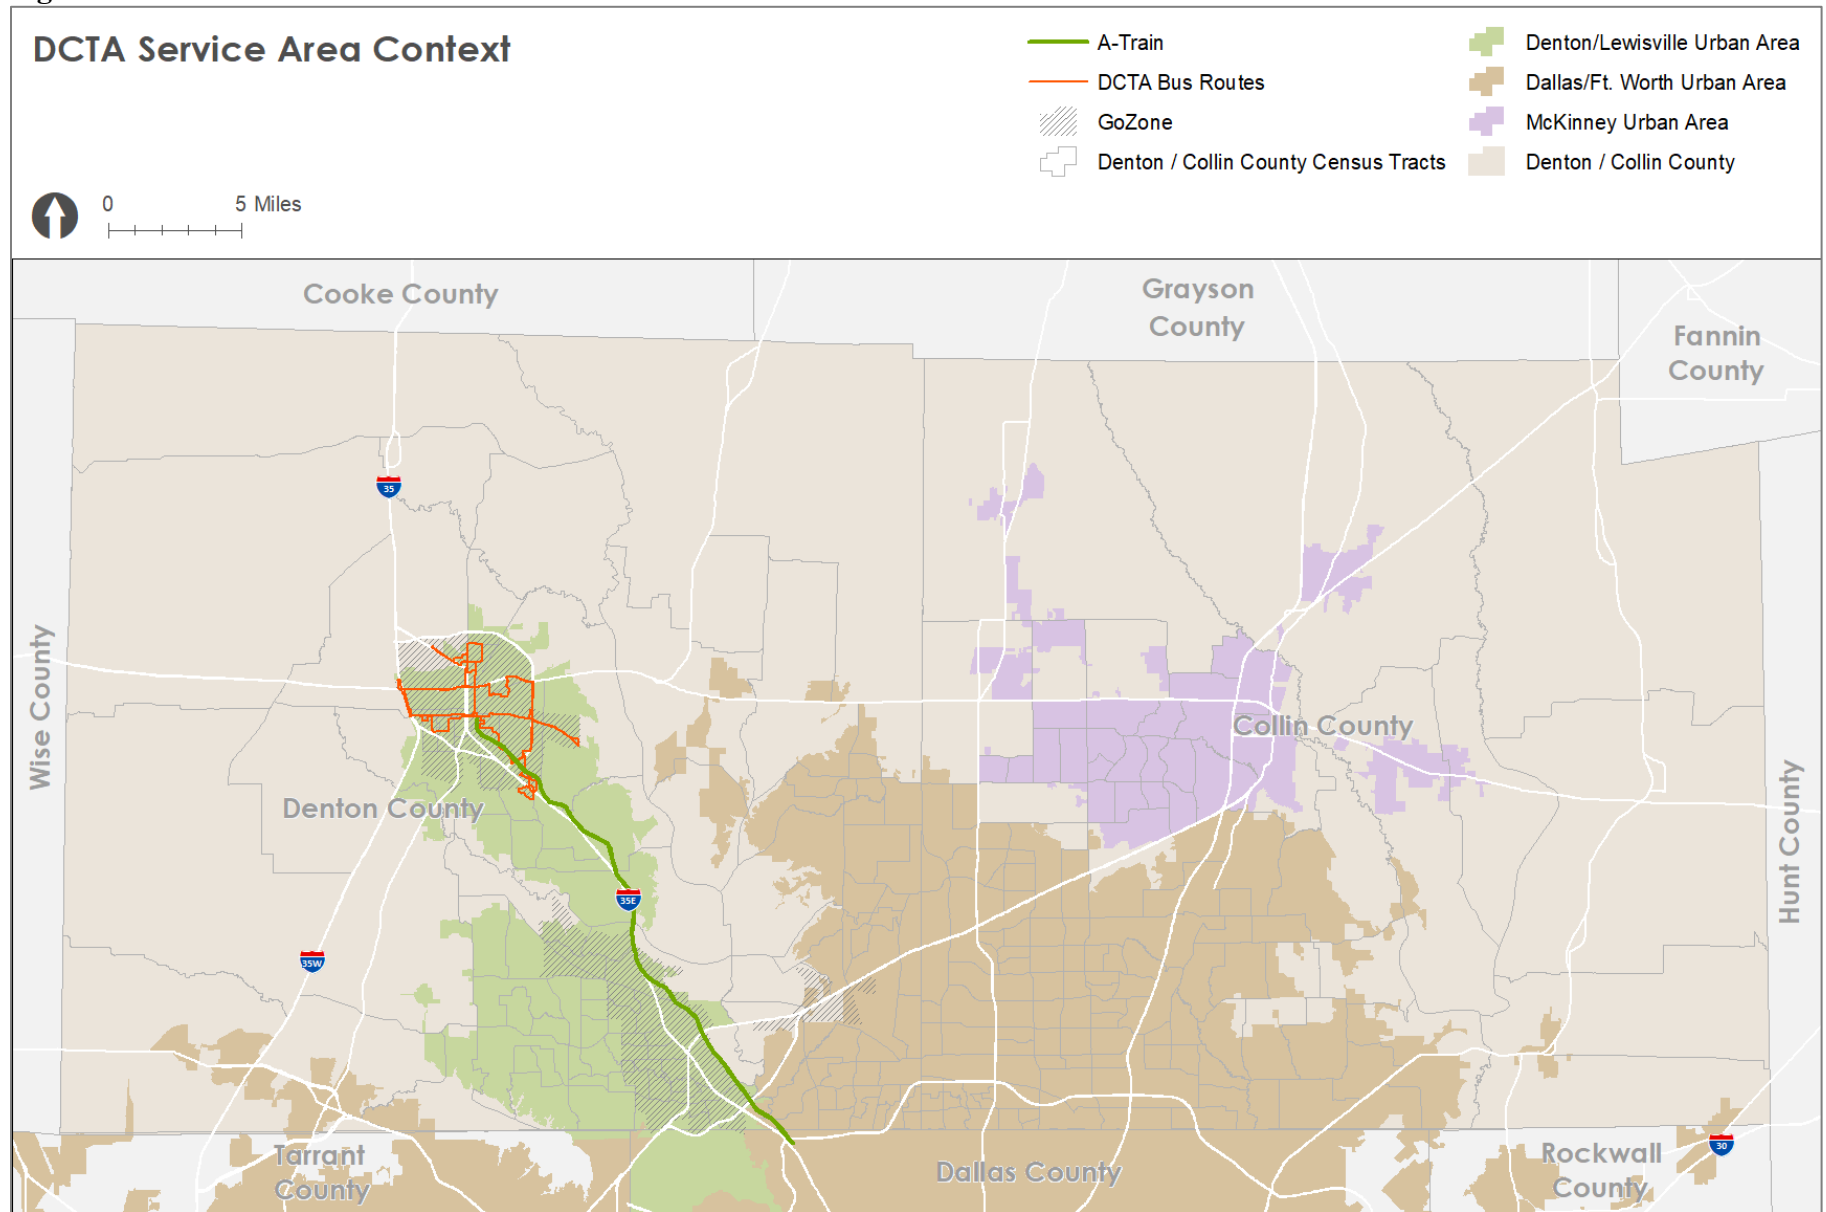 DCTA Service Area Context
A-Train
DCTA Bus Routes
GoZone
Denton / Collin County Census Tracts
Denton/Lewisville Urban Area
Dallas/Ft. Worth Urban Area
McKinney Urban Area
Denton / Collin County
0 5 Miles
Cooke County
Grayson
County
Fannin
County
35
Wise County
Collin County
Denton County
Hunt County
35E
35W
30
Tarrant
County
Dallas County
Rockwall
County